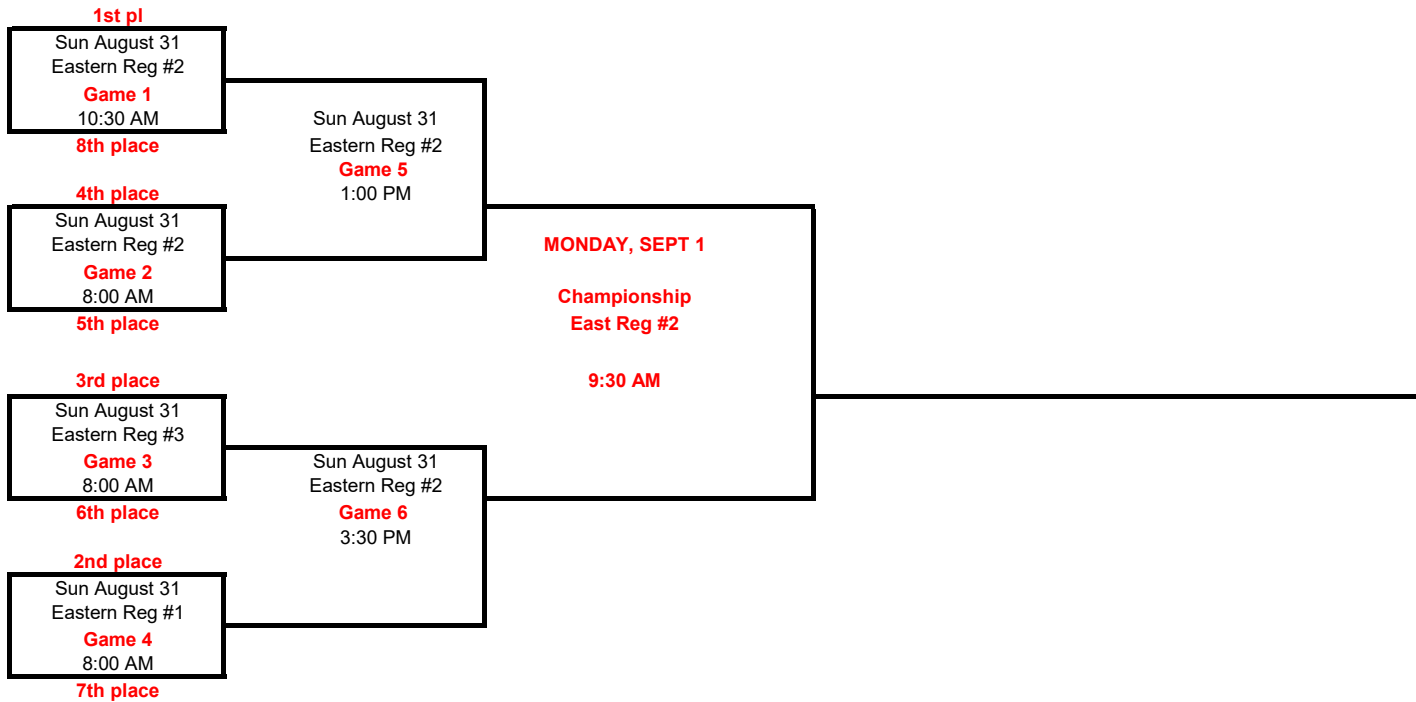 1st pl
Sun August 31
Eastern Reg #2
Game 1
10:30 AM
8th place
4th place
Sun August 31
Eastern Reg #2
Game 2
8:00 AM
5th place
3rd place
Sun August 31
Eastern Reg #3
Game 3
8:00 AM
6th place
2nd place
Sun August 31
Eastern Reg #1
Game 4
8:00 AM
7th place
Sun August 31
Eastern Reg #2
Game 5
1:00 PM
Sun August 31
Eastern Reg #2
Game 6
3:30 PM
MONDAY, SEPT 1
Championship
East Reg #2
9:30 AM